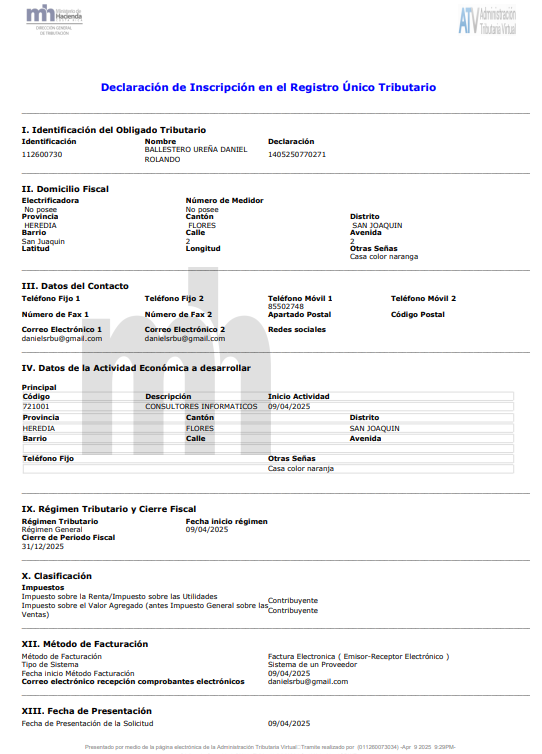 mh Ministerio de
Hacienda
DIRECCIÓN GENERAL
DE TRIBUTACIÓN
ATV Administración
Tributaria Virtual
Declaración de Inscripción en el Registro Único Tributario
I. Identificación del Obligado Tributario
Identificación Nombre Declaración
112600730 BALLESTERO UREÑA DANIEL ROLANDO 1405250770271
II. Domicilio Fiscal
Electrificadora Número de Medidor
No posee No posee
Provincia Cantón Distrito
HEREDIA FLORES SAN JOAQUIN
Barrio Calle Avenida
San Juaquin 2 2
Latitud Longitud Otras Señas
Casa color naranga
III. Datos del Contacto
Teléfono Fijo 1 Teléfono Fijo 2 Teléfono Móvil 1 Teléfono Móvil 2
85502748
Número de Fax 1 Número de Fax 2 Apartado Postal Código Postal
Correo Electrónico 1 Correo Electrónico 2 Redes sociales
danielsrbu@gmail.com danielsrbu@gmail.com
mh
IV. Datos de la Actividad Económica a desarrollar
Principal
Código Descripción Inicio Actividad
721001 CONSULTORES INFORMATICOS 09/04/2025
Provincia Cantón Distrito
HEREDIA FLORES SAN JOAQUIN
Barrio Calle Avenida
Teléfono Fijo Otras Señas
Casa color naranja
IX. Régimen Tributario y Cierre Fiscal
Régimen Tributario Fecha inicio régimen
Régimen General 09/04/2025
Cierre de Periodo Fiscal
31/12/2025
X. Clasificación
Impuestos
Impuesto sobre la Renta/Impuesto sobre las Utilidades Contribuyente
Impuesto sobre el Valor Agregado (antes Impuesto General sobre las Contribuyente
Ventas)
XII. Método de Facturación
Método de Facturación Factura Electronica ( Emisor-Receptor Electrónico )
Tipo de Sistema Sistema de un Proveedor
Fecha inicio Método Facturación 09/04/2025
Correo electrónico recepción comprobantes electrónicos danielsrbu@gmail.com
XIII. Fecha de Presentación
Fecha de Presentación de la Solicitud 09/04/2025
Presentado por medio de la página electrónica de la Administración Tributaria Virtual ::Tramite realizado por (011260073034) -Apr 9 2025 9:29PM-